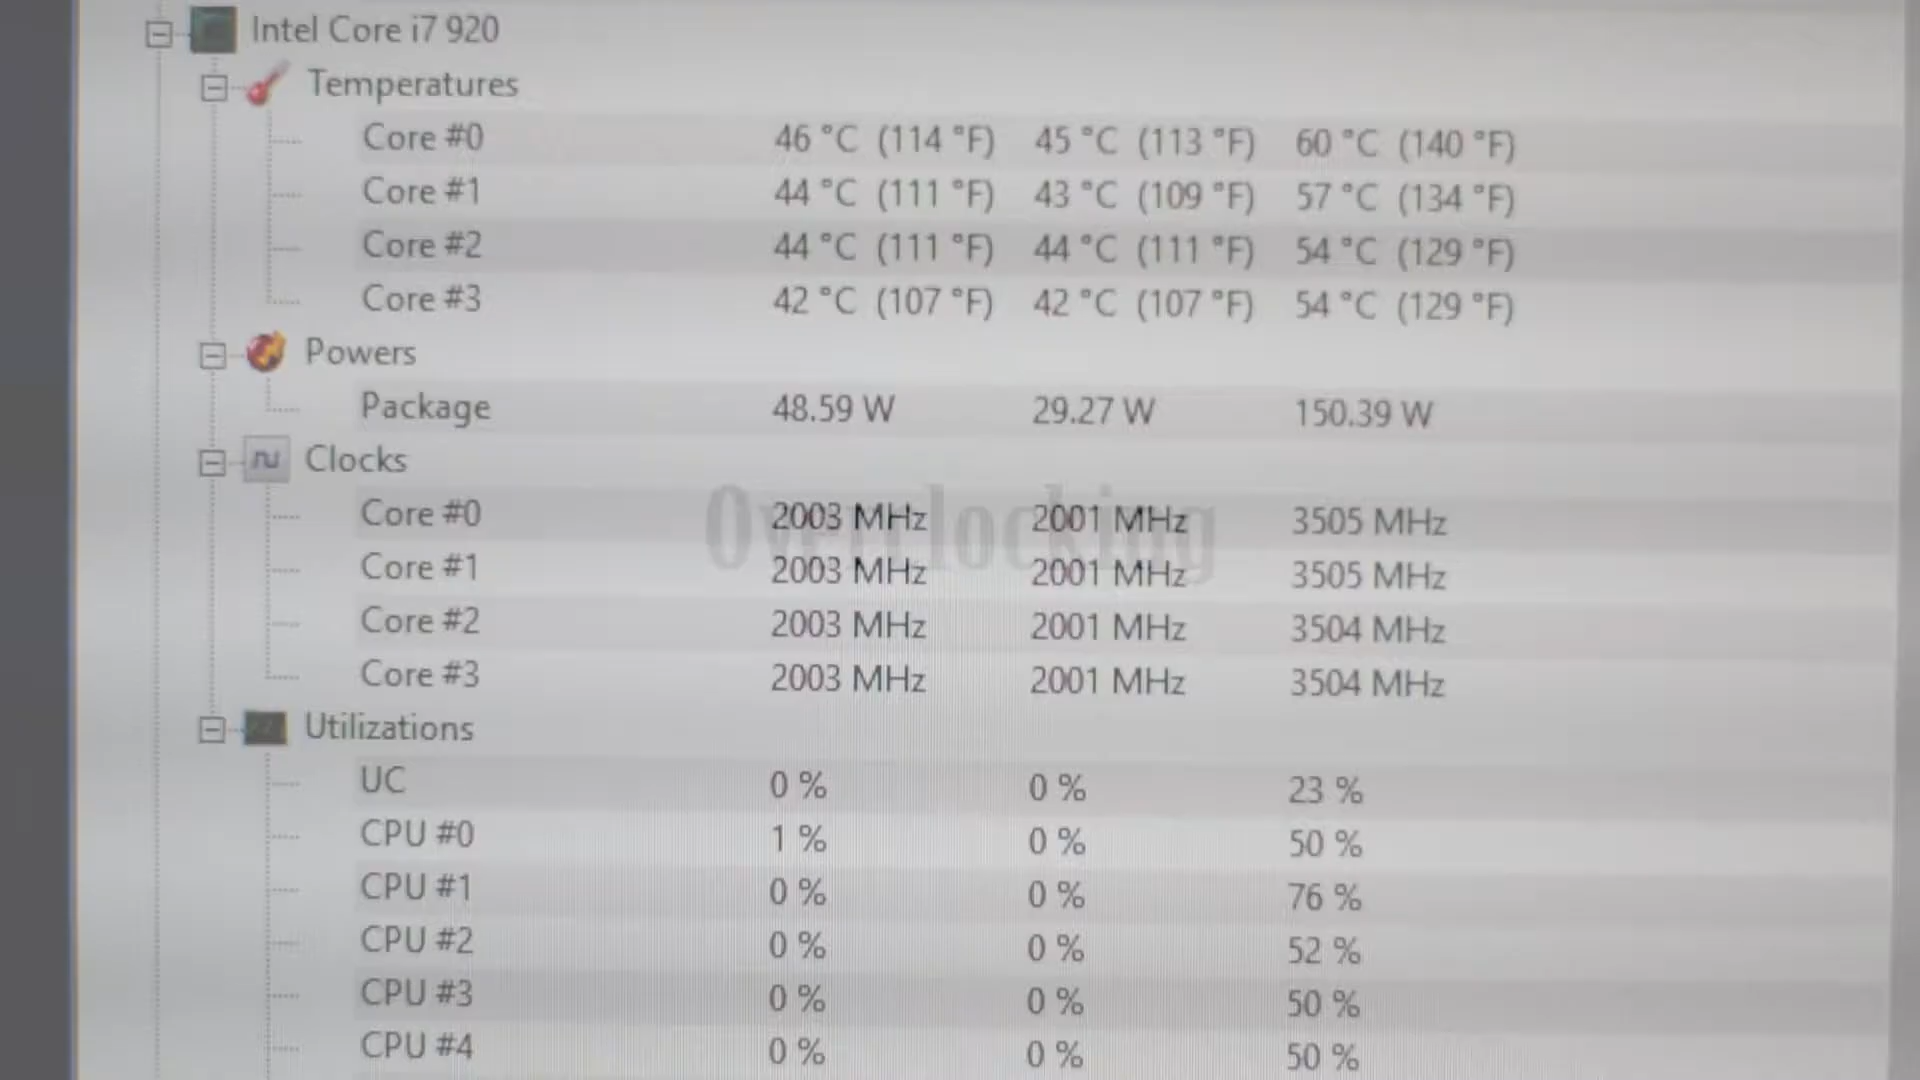 Intel Core i7 920
Temperatures
Core #0 46 °C (114 °F) 45 °C (113 °F) 60 °C (140 °F)
Core #1 44 °C (111 °F) 43 °C (109 °F) 57 °C (134 °F)
Core #2 44 °C (111 °F) 44 °C (111 °F) 54 °C (129 °F)
Core #3 42 °C (107 °F) 42 °C (107 °F) 54 °C (129 °F)
Powers
Package 48.59 W 29.27 W 150.39 W
Clocks
Overclocking
Core #0 2003 MHz 2001 MHz 3505 MHz
Core #1 2003 MHz 2001 MHz 3505 MHz
Core #2 2003 MHz 2001 MHz 3504 MHz
Core #3 2003 MHz 2001 MHz 3504 MHz
Utilizations
UC 0 % 0 % 23 %
CPU #0 1 % 0 % 50 %
CPU #1 0 % 0 % 76 %
CPU #2 0 % 0 % 52 %
CPU #3 0 % 0 % 50 %
CPU #4 0 % 0 % 50 %